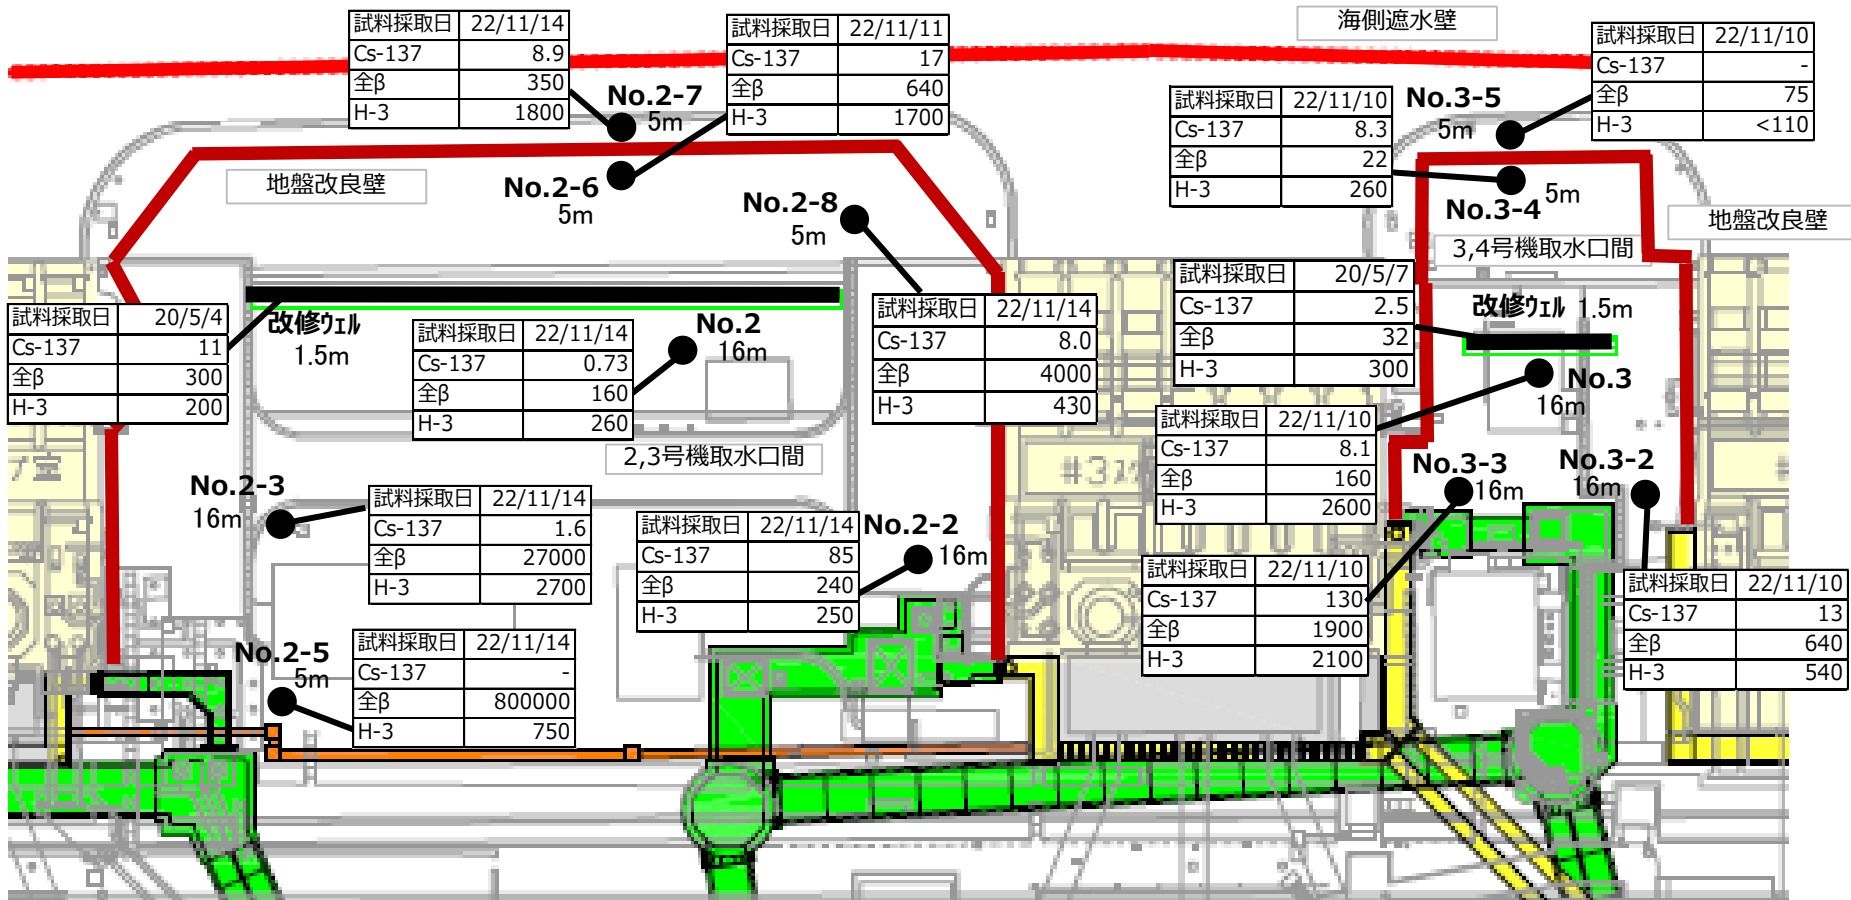 海側遮水壁
試料採取日 22/11/14
Cs-137 8.9
全β 350
H-3 1800
No.2-7
5m
試料採取日 22/11/11
Cs-137 17
全β 640
H-3 1700
No.2-6
5m
地盤改良壁
試料採取日 22/11/10
Cs-137 8.3
全β 22
H-3 260
No.3-5
5m
試料採取日 22/11/10
Cs-137 -
全β 75
H-3 <110
No.3-4
5m
地盤改良壁
3,4号機取水口間
No.2-8
5m
試料採取日 20/5/4
Cs-137 11
全β 300
H-3 200
改修ウェル
1.5m
試料採取日 22/11/14
Cs-137 0.73
全β 160
H-3 260
No.2
16m
試料採取日 22/11/14
Cs-137 8.0
全β 4000
H-3 430
試料採取日 20/5/7
Cs-137 2.5
全β 32
H-3 300
改修ウェル 1.5m
No.3
16m
試料採取日 22/11/10
Cs-137 8.1
全β 160
H-3 2600
2,3号機取水口間
No.2-3
16m
試料採取日 22/11/14
Cs-137 1.6
全β 27000
H-3 2700
試料採取日 22/11/14
Cs-137 85
全β 240
H-3 250
No.2-2
16m
No.3-3
16m
No.3-2
16m
試料採取日 22/11/10
Cs-137 130
全β 1900
H-3 2100
試料採取日 22/11/10
Cs-137 13
全β 640
H-3 540
No.2-5
5m
試料採取日 22/11/14
Cs-137 -
全β 800000
H-3 750